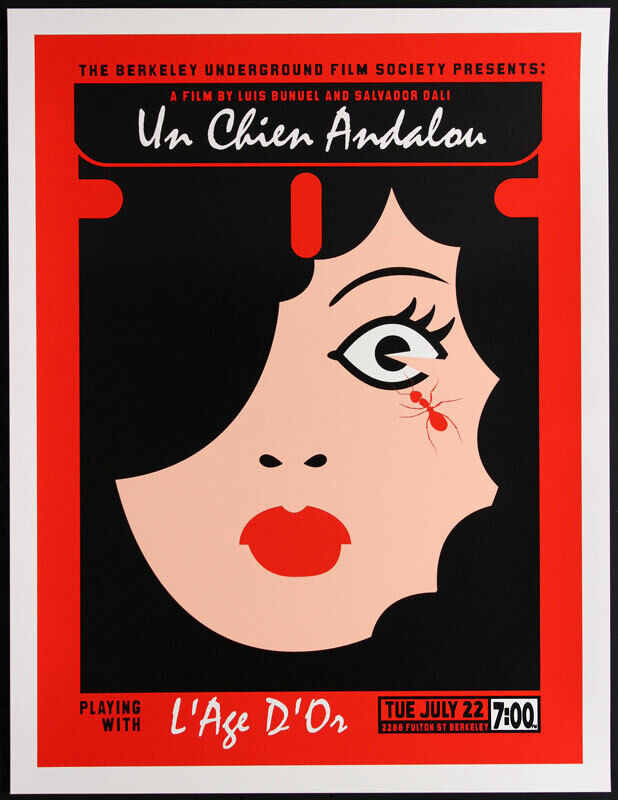 THE BERKELEY UNDERGROUND FILM SOCIETY PRESENTS:
A FILM BY LUIS BUNUEL AND SALVADOR DALI
Un Chien Andalou
PLAYING WITH
L'Age D'Or
TUE JULY 22
2200 FULTON ST BERKELEY
7:00 PM